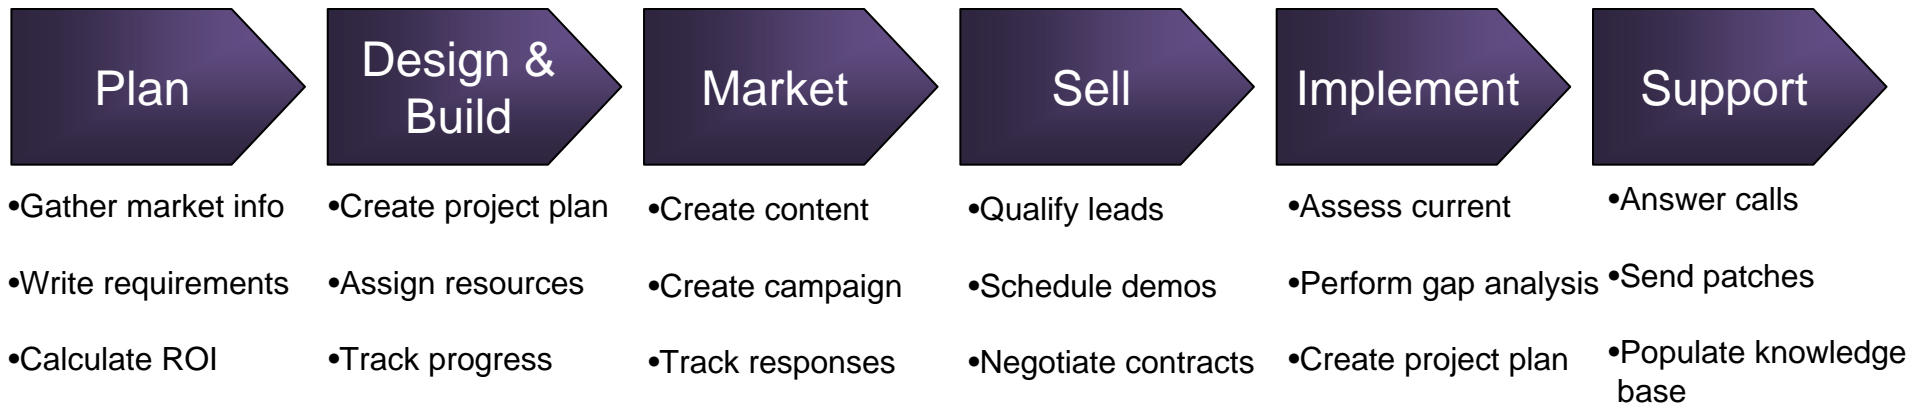 Plan
Design &
Build
Market
Sell
Implement
Support
•Gather market info
•Write requirements
•Calculate ROI
•Create project plan
•Assign resources
•Track progress
•Create content
•Create campaign
•Track responses
•Qualify leads
•Schedule demos
•Negotiate contracts
•Assess current
•Perform gap analysis
•Create project plan
•Answer calls
•Send patches
•Populate knowledge
base